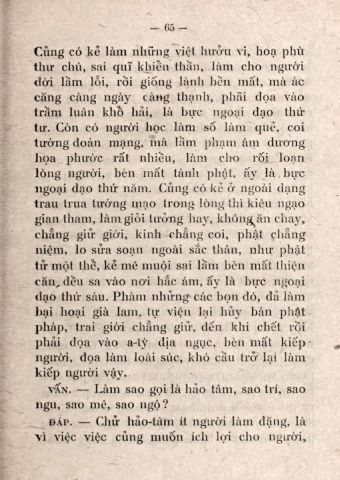 — 65 —
Cũng có kẻ làm những việt hưởu vi, hoạ phù
thư chú, sai quĩ khiển thần, làm cho người
đời lầm lỗi, rồi giống lành bèn mất, mà ác
căng càng ngày càng thạnh, phải đọa vào
trầm luân khổ hải, là bực ngoại đạo thứ
tư. Còn có người học làm số làm quẻ, coi
tướng đoán mạng, mà lầm phạm âm dương
họa phước rất nhiều, làm cho rối loạn
lòng người, bèn mất tánh phật, ấy là bực
ngoại đạo thứ năm. Cũng có kẻ ở ngoài dạng
trau trua tướng mạo trong lòng thì kiêu ngạo
gian tham, làm giỏi tưởng hay, không ăn chay,
chẳng giử giới, kinh chẳng coi, phật chẳng
niệm, lo sửa soạn ngoài sắc thân, như phật
tử một thể, kẻ mê muội sai lầm bèn mất thiện
căn, đều sa vào nơi hắc ám, ấy là bực ngoại
đạo thứ sáu. Phàm những các bọn đó, đả làm
bại hoại già lam, tự viện lại hủy bán phật
pháp, trai giới chẳng giử, đến khi chết rồi
phải đọa vào a-tỳ địa ngục, bèn mất kiếp
người, đọa làm loài súc, khó cầu trở lại làm
kiếp người vậy.
VẤN. — Làm sao gọi là hảo tâm, sao trí, sao
ngu, sao mê, sao ngộ?
ĐÁP. — Chử hảo-tâm ít người làm đặng, là
vì việc việc củng muốn ích lợi cho người,